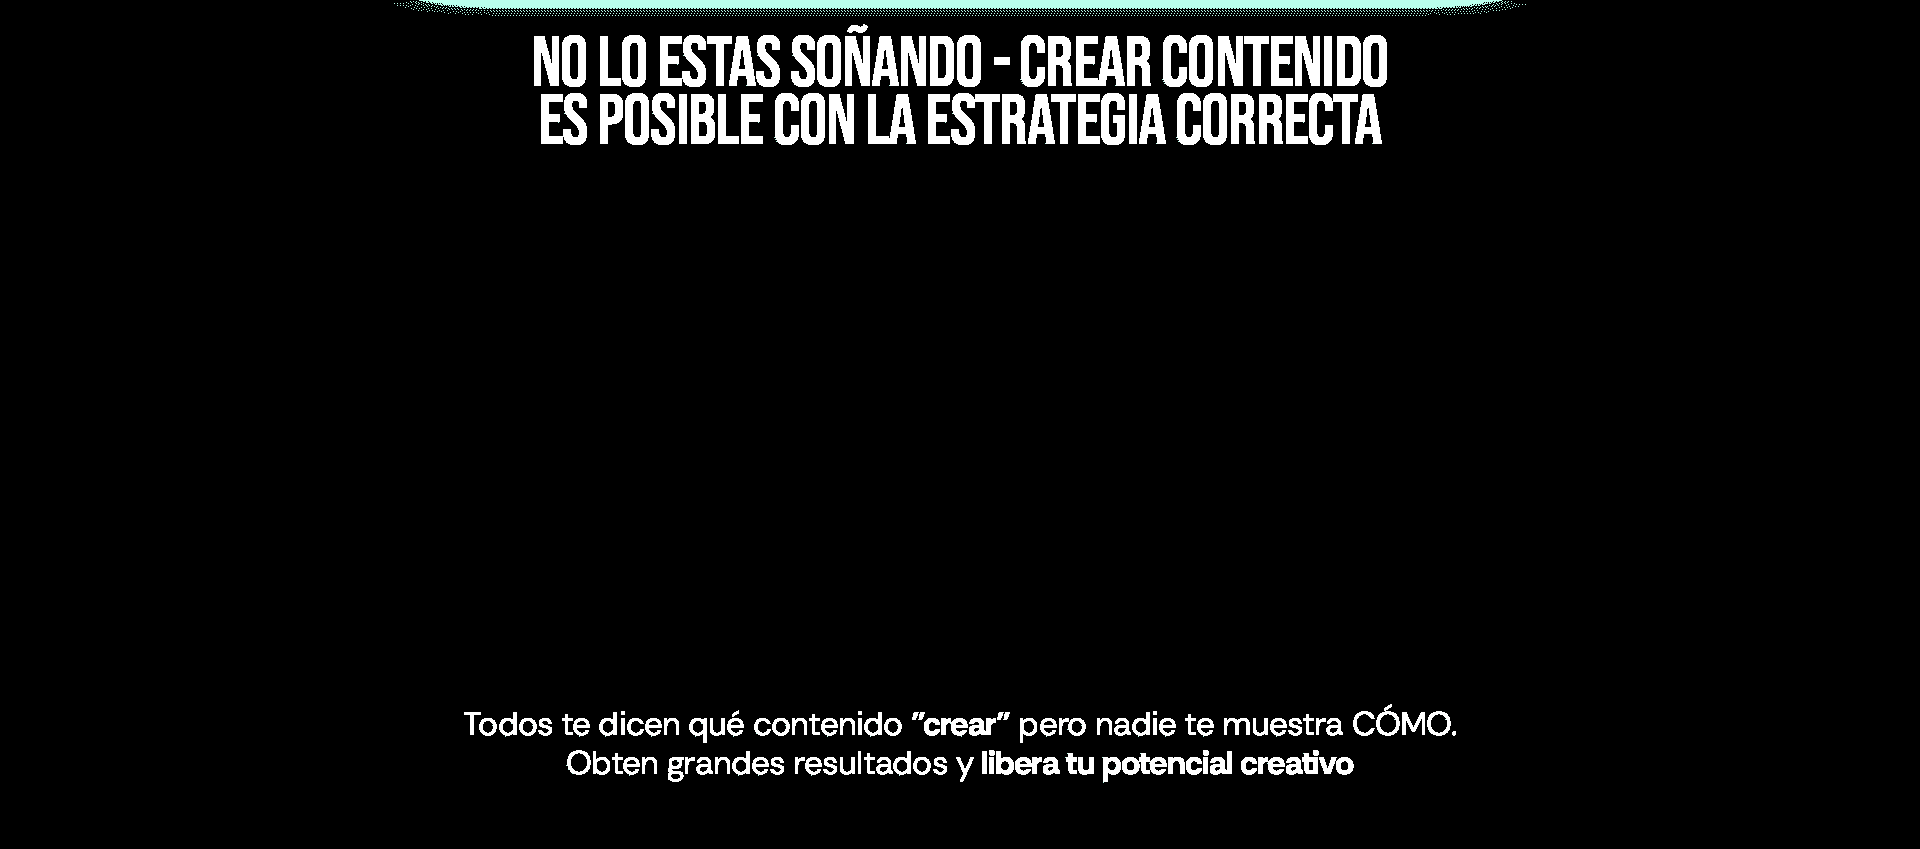 NO LO ESTAS SOÑANDO - CREAR CONTENIDO
ES POSIBLE CON LA ESTRATEGIA CORRECTA
Todos te dicen qué contenido "crear" pero nadie te muestra CÓMO.
Obten grandes resultados y libera tu potencial creativo